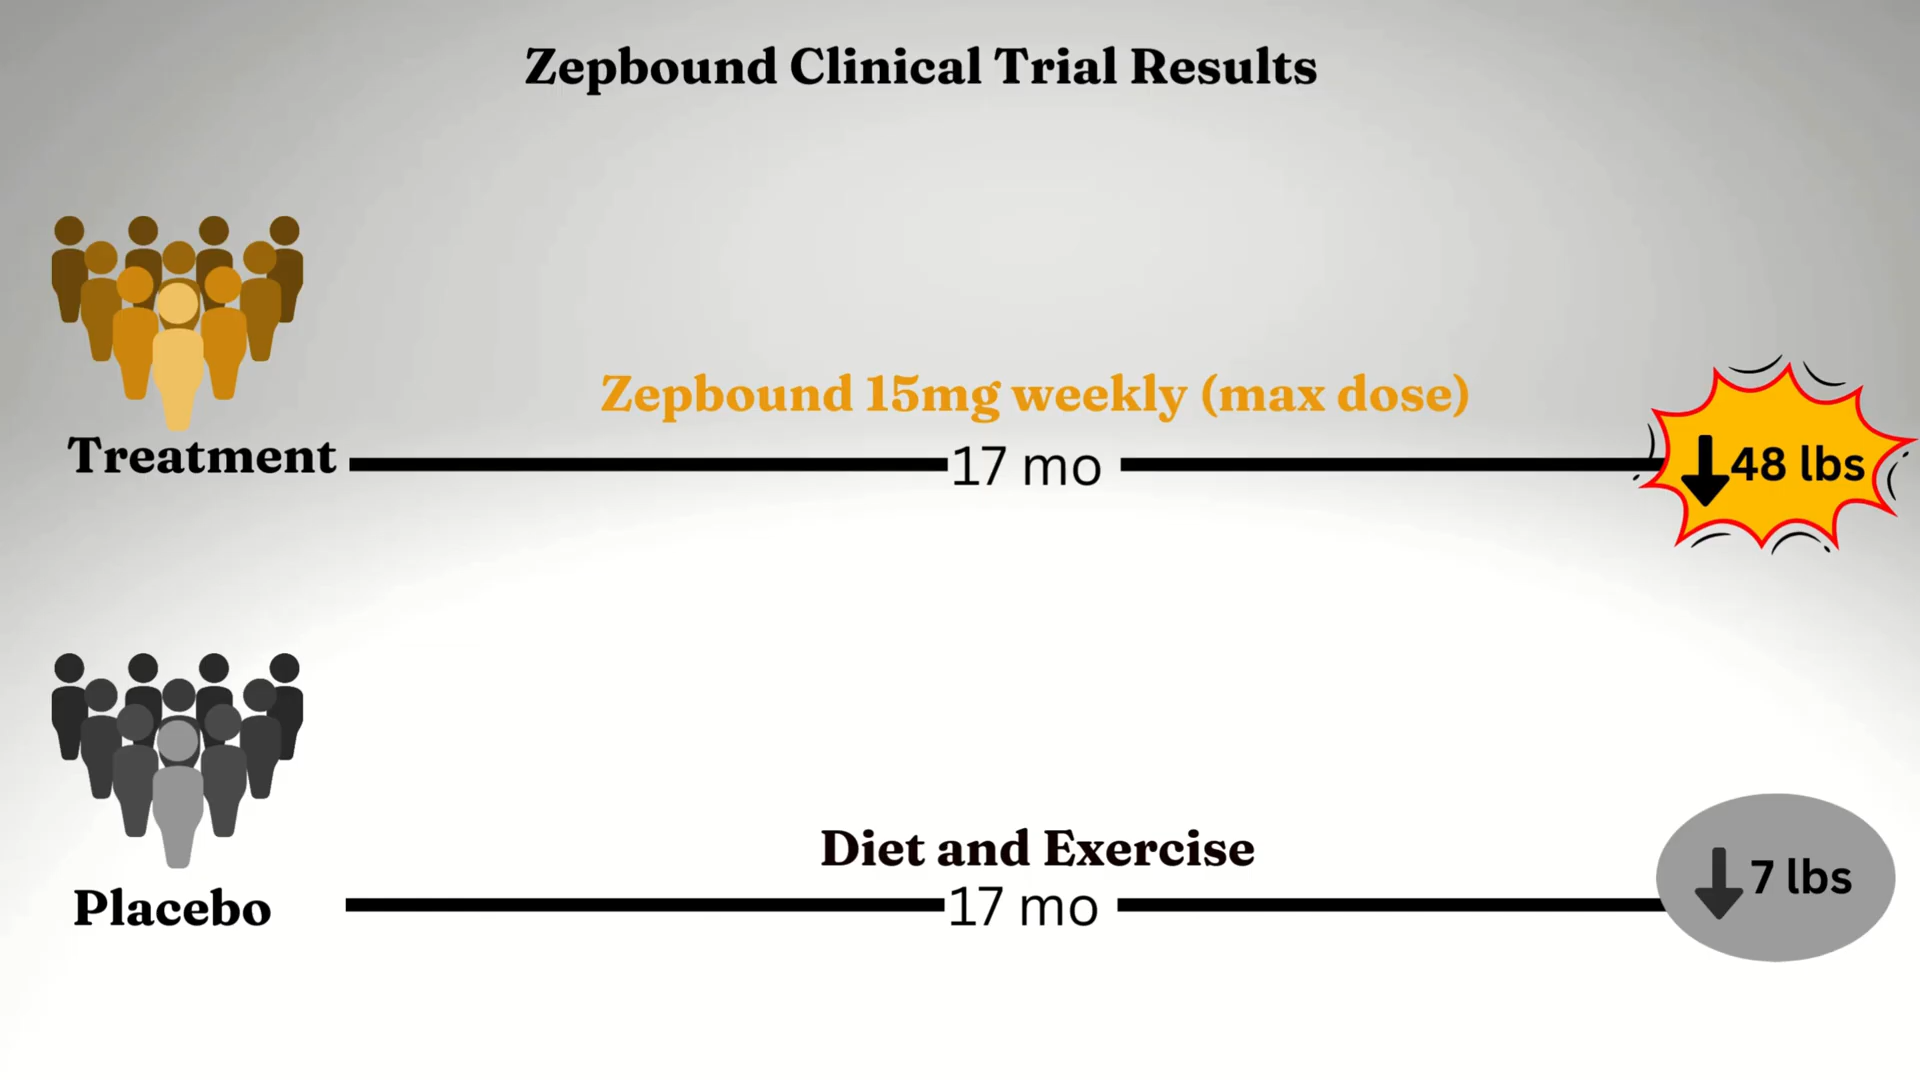 Zepbound Clinical Trial Results
Zepbound 15mg weekly (max dose)
Treatment
17 mo
48 lbs
Diet and Exercise
Placebo
17 mo
7 lbs